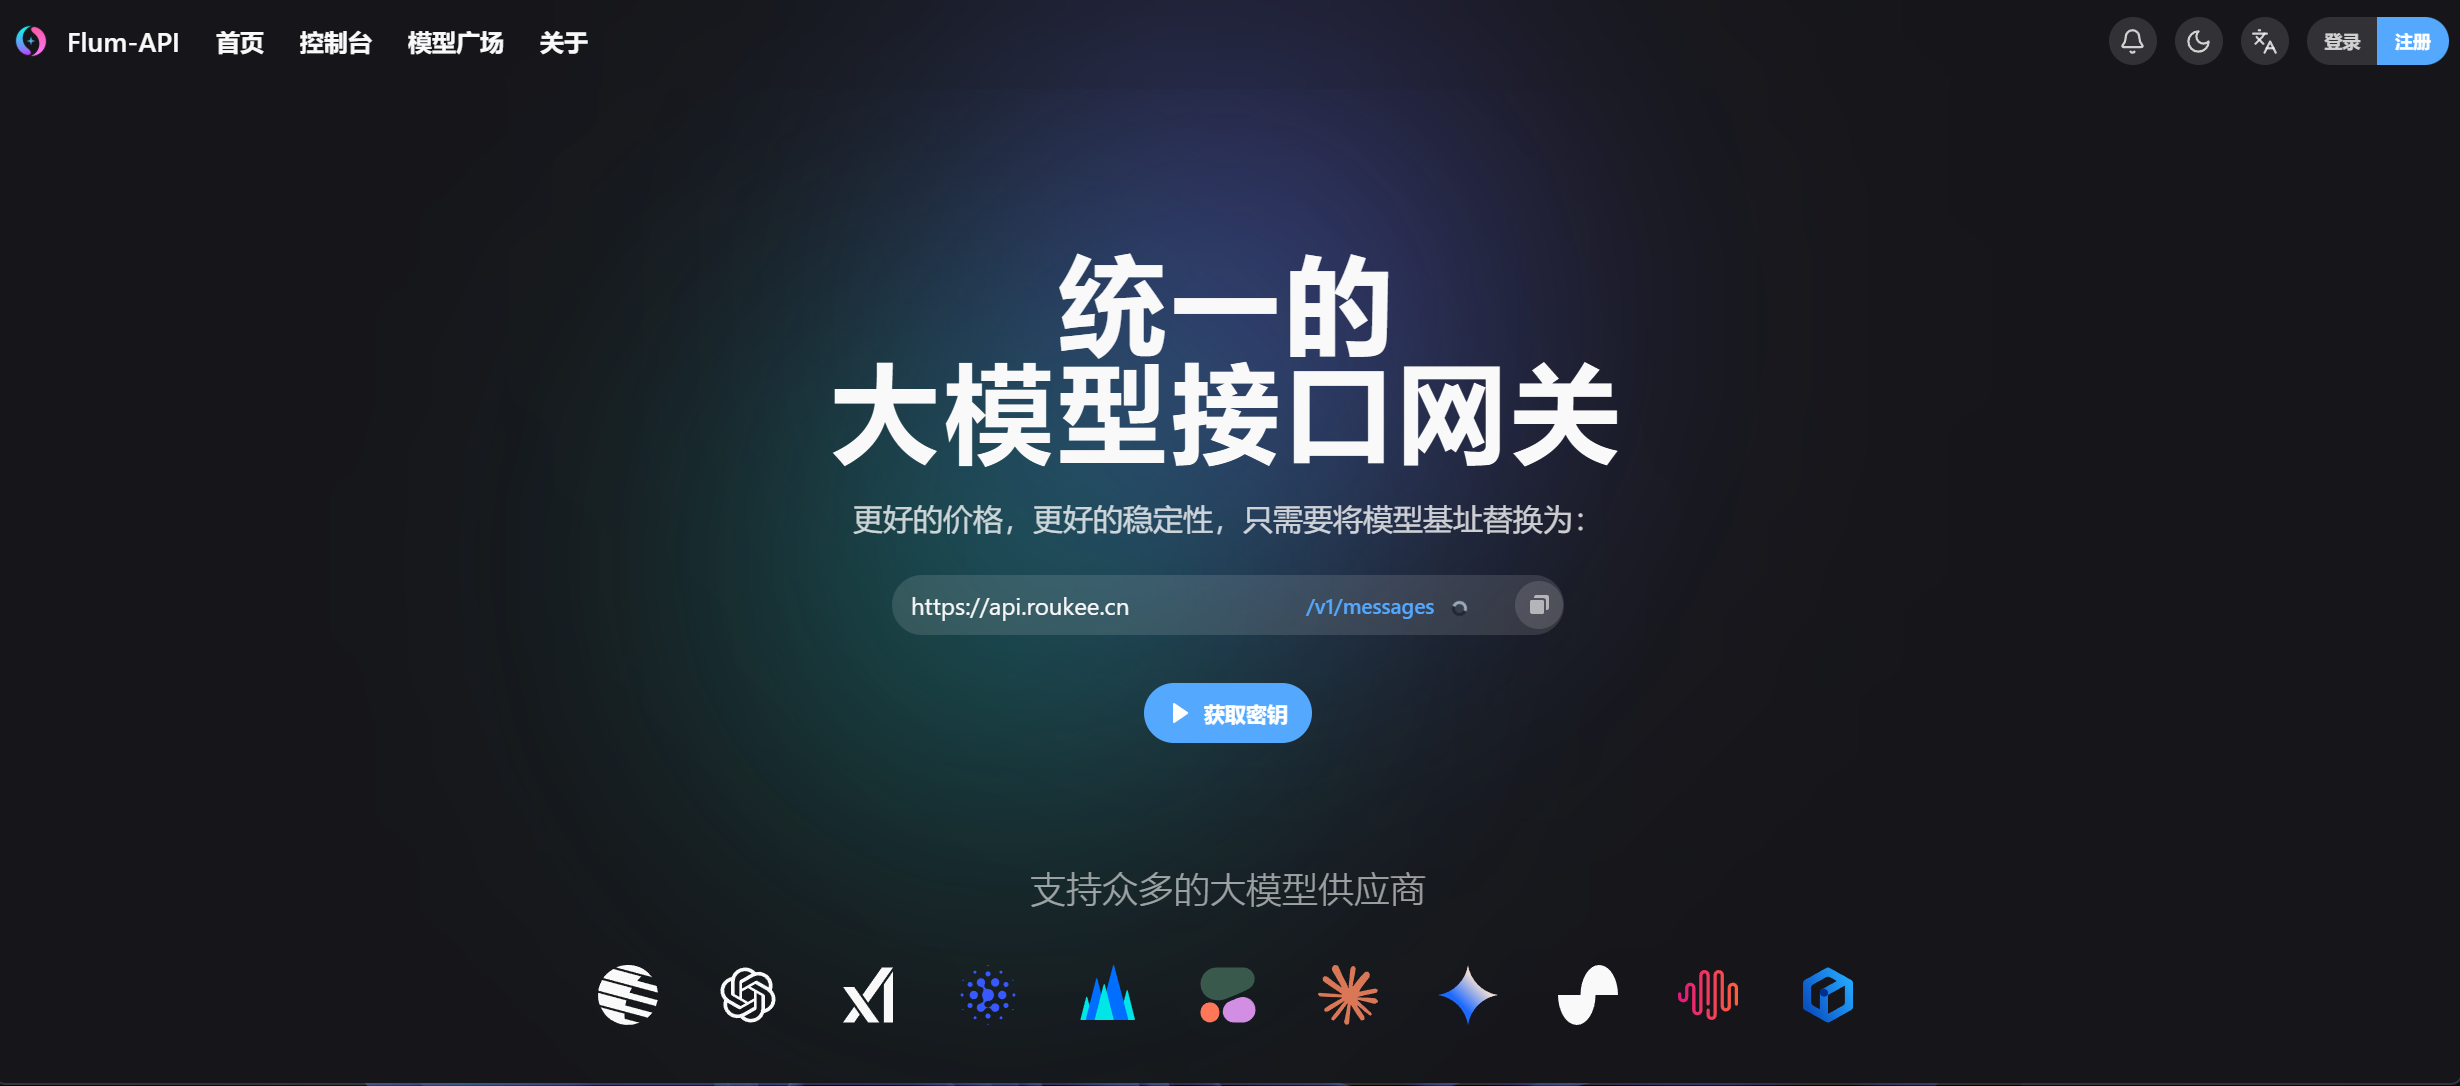 Flum-API 首页 控制台 模型广场 关于 登录 注册
统一的
大模型接口网关
更好的价格，更好的稳定性，只需要将模型基址替换为：
https://api.roukee.cn /v1/messages
获取密钥
支持众多的大模型供应商